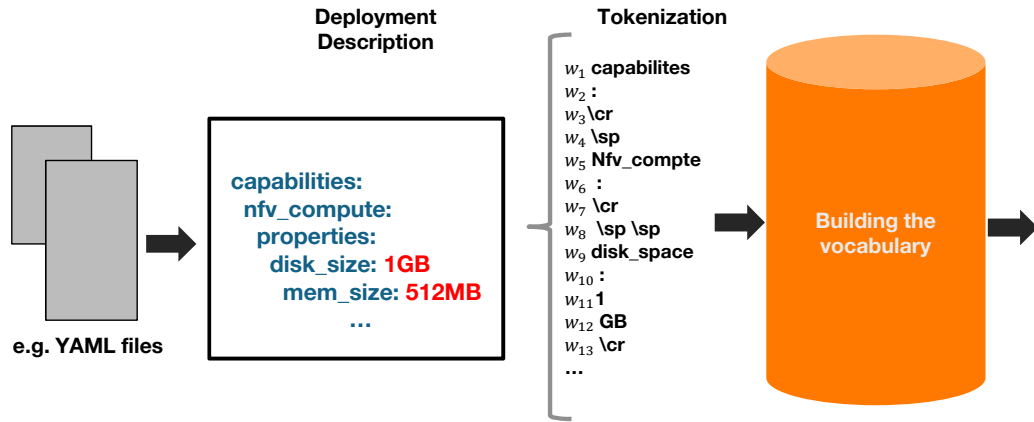 Deployment
Description
Tokenization
capabilities:
nfv_compute:
properties:
disk_size: 1GB
mem_size: 512MB
…
e.g. YAML files
w₁ capabilites
w₂ :
w₃ \cr
w₄ \sp
w₅ Nfv_compte
w₆ :
w₇ \cr
w₈ \sp \sp
w₉ disk_space
w₁₀ :
w₁₁ 1
w₁₂ GB
w₁₃ \cr
…
Building the
vocabulary